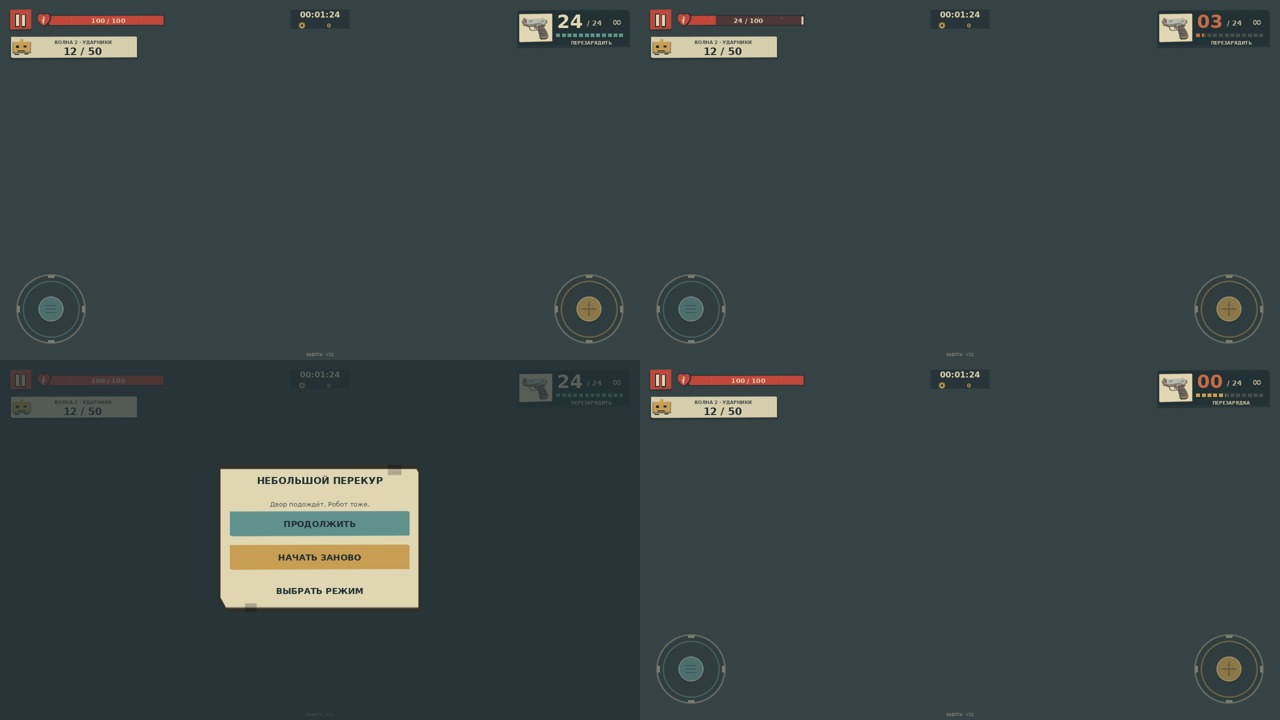 100 / 100
00:01:24
0
24 / 24 ∞
ПЕРЕЗАРЯДИТЬ
ВОЛНА 2 · УДАРНИКИ
12 / 50
24 / 100
00:01:24
0
03 / 24 ∞
ПЕРЕЗАРЯДИТЬ
ВОЛНА 2 · УДАРНИКИ
12 / 50
100 / 100
00:01:24
0
24 / 24 ∞
ПЕРЕЗАРЯДИТЬ
ВОЛНА 2 · УДАРНИКИ
12 / 50
НЕБОЛЬШОЙ ПЕРЕКУР
Двор подождёт. Робот тоже.
ПРОДОЛЖИТЬ
НАЧАТЬ ЗАНОВО
ВЫБРАТЬ РЕЖИМ
100 / 100
00:01:24
0
00 / 24 ∞
ПЕРЕЗАРЯДКА
ВОЛНА 2 · УДАРНИКИ
12 / 50